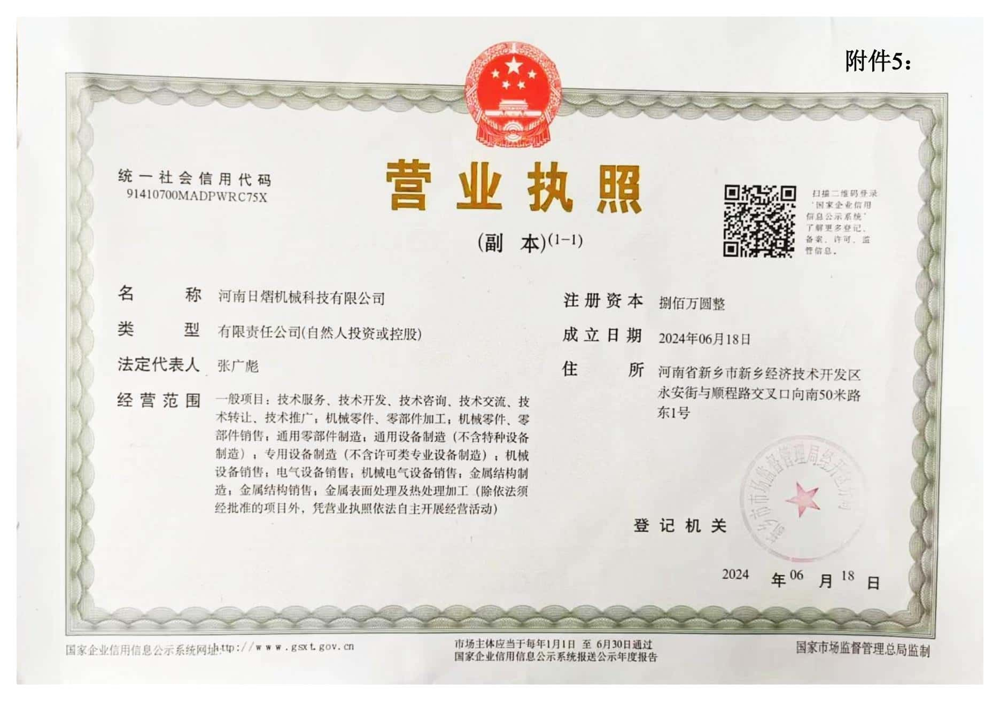 附件5：
营业执照
(副 本)(1-1)
统一社会信用代码
91410700MADPWRC75X
扫描二维码登录
‘国家企业信用
信息公示系统’
了解更多登记、
备案、许可、监
管信息。
名 称 河南日熠机械科技有限公司
类 型 有限责任公司(自然人投资或控股)
法定代表人 张广彪
经营范围 一般项目：技术服务、技术开发、技术咨询、技术交流、技
术转让、技术推广；机械零件、零部件加工；机械零件、零
部件销售；通用零部件制造；通用设备制造（不含特种设备
制造）；专用设备制造（不含许可类专业设备制造）；机械
设备销售；电气设备销售；机械电气设备销售；金属结构制
造；金属结构销售；金属表面处理及热处理加工（除依法须
经批准的项目外，凭营业执照依法自主开展经营活动）
注册资本 捌佰万圆整
成立日期 2024年06月18日
住 所 河南省新乡市新乡经济技术开发区
永安街与顺程路交叉口向南50米路
东1号
新乡市市场监督管理局经开区分局
登记机关
2024 年 06 月 18 日
国家企业信用信息公示系统网址：http://www.gsxt.gov.cn
市场主体应当于每年1月1日 至 6月30日通过
国家企业信用信息公示系统报送公示年度报告
国家市场监督管理总局监制